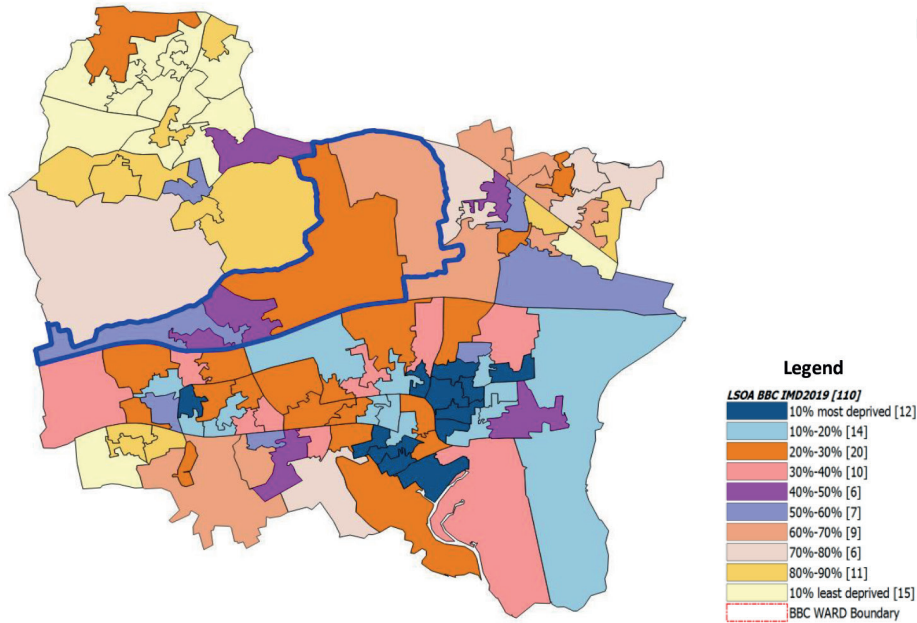 Legend
LSOA BBC IMD2019 [110]
10% most deprived [12]
10%-20% [14]
20%-30% [20]
30%-40% [10]
40%-50% [6]
50%-60% [7]
60%-70% [9]
70%-80% [6]
80%-90% [11]
10% least deprived [15]
BBC WARD Boundary